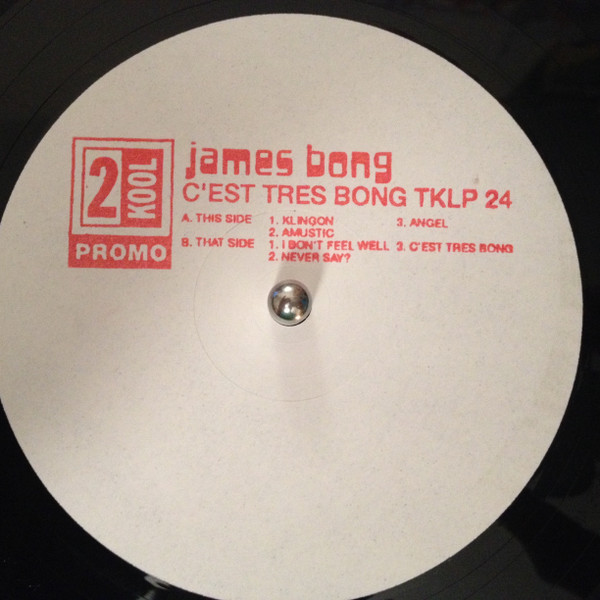 2 KOOL
PROMO
james bong
C'EST TRES BONG TKLP 24
A. THIS SIDE 1. KLINGON 3. ANGEL
2. AMUSTIC
B. THAT SIDE 1. I DON'T FEEL WELL 3. C'EST TRES BONG
2. NEVER SAY?